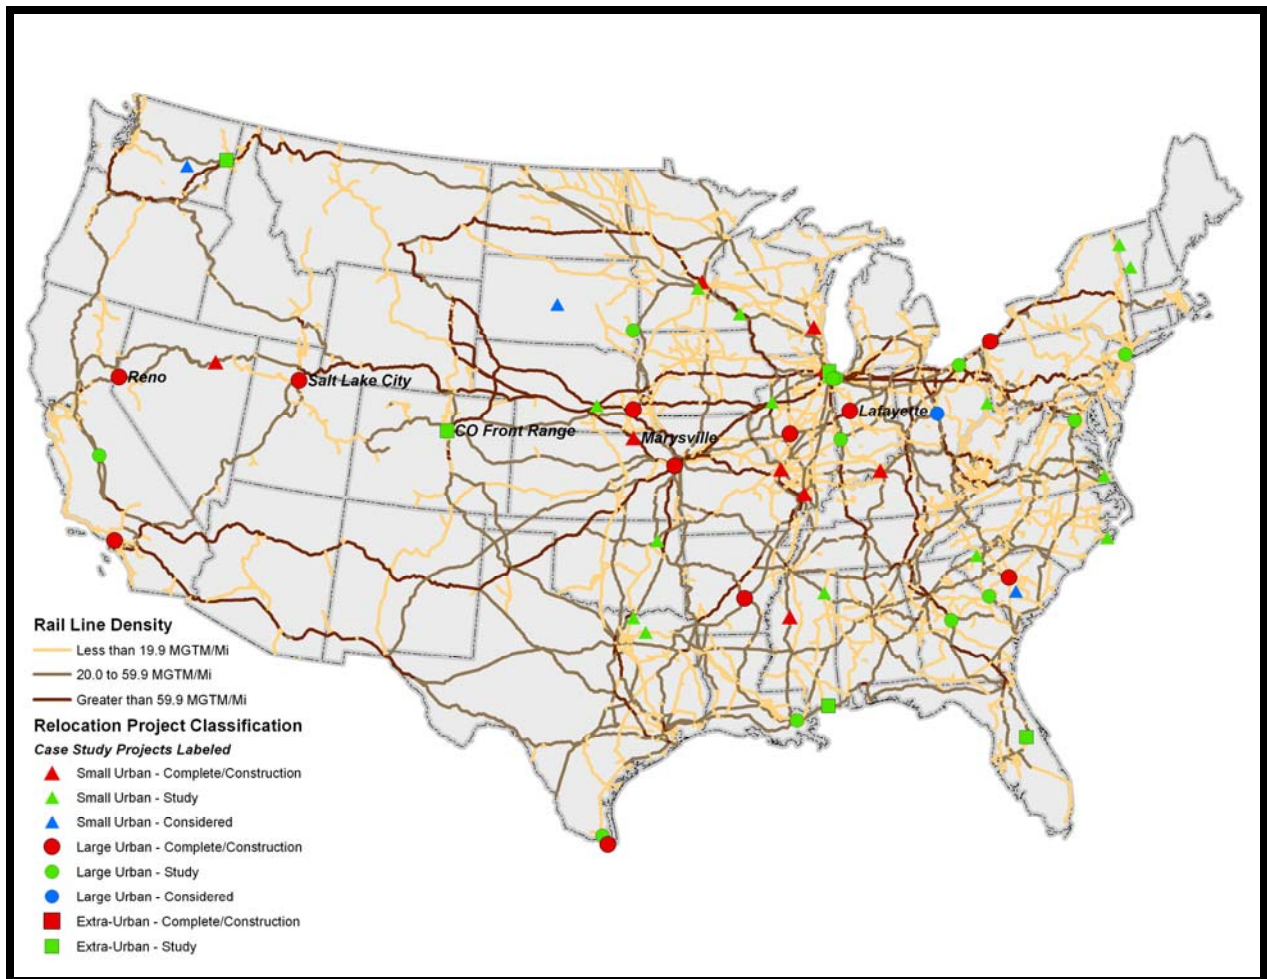 Reno
Salt Lake City
CO Front Range
Marysville
Lafayette
Rail Line Density
Less than 19.9 MGTM/Mi
20.0 to 59.9 MGTM/Mi
Greater than 59.9 MGTM/Mi
Relocation Project Classification
Case Study Projects Labeled
Small Urban - Complete/Construction
Small Urban - Study
Small Urban - Considered
Large Urban - Complete/Construction
Large Urban - Study
Large Urban - Considered
Extra-Urban - Complete/Construction
Extra-Urban - Study